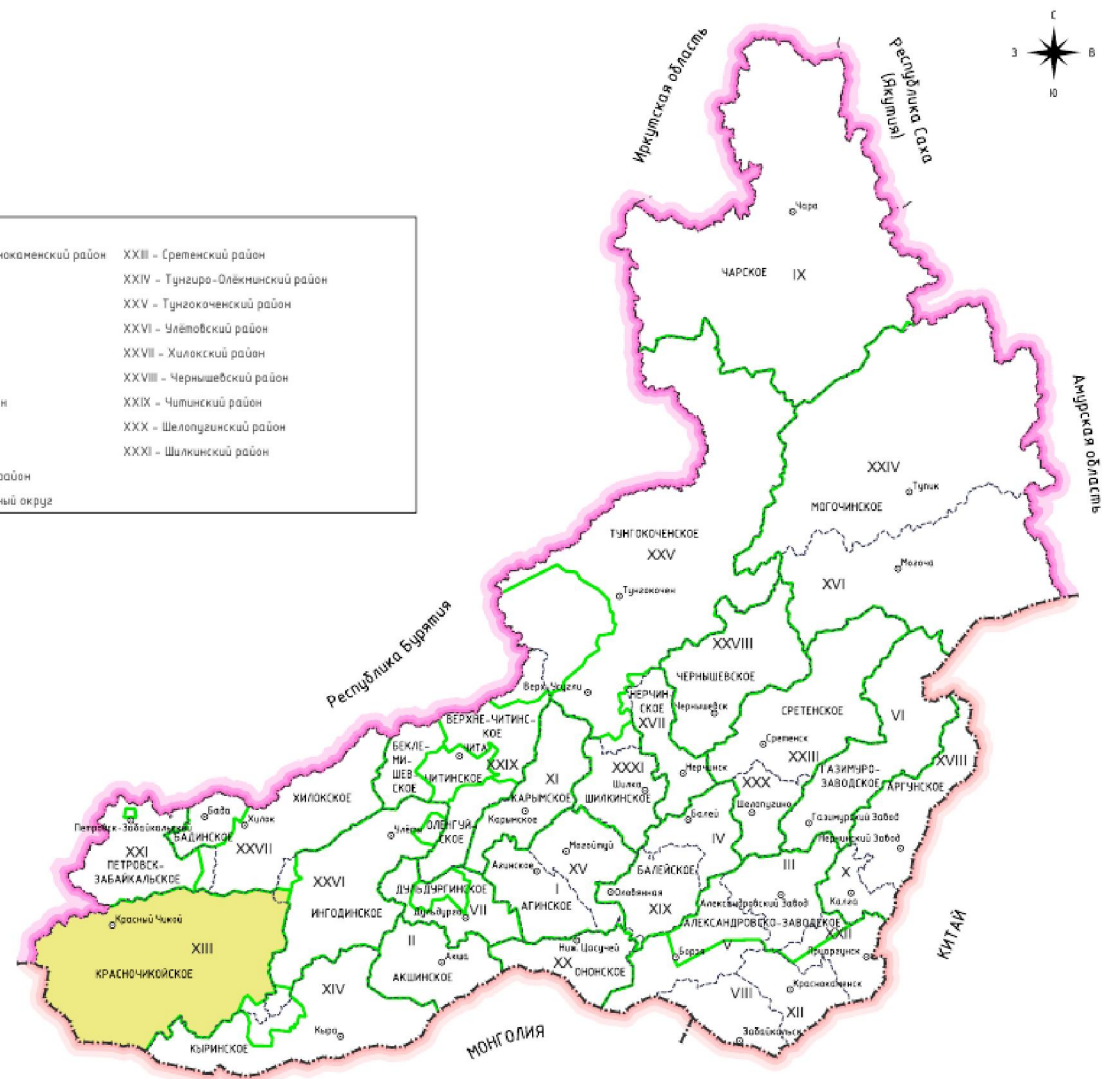 С
З
В
Ю
Иркутская область
Республика Саха
(Якутия)
Чара
ЧАРСКОЕ
IX
нокаменский район
XXIII - Сретенский район
XXIV - Тунгиро-Олёкминский район
XXV - Тунгокоченский район
XXVI - Улётовский район
XXVII - Хилокский район
XXVIII - Чернышевский район
н
XXIX - Читинский район
XXX - Шелопугинский район
XXXI - Шилкинский район
район
ный округ
Амурская область
XXIV
Тупик
МОГОЧИНСКОЕ
ТУНГОКОЧЕНСКОЕ
XXV
Могоча
XVI
Тунгокочен
Республика Бурятия
XXVIII
ЧЕРНЫШЕВСКОЕ
Верх-Усугли
НЕРЧИН-
СКОЕ
XVII
Чернышевск
СРЕТЕНСКОЕ
VI
ВЕРХНЕ-ЧИТИНС-
КОЕ
ЧИТА
XXIX
БЕКЛЕ-
МИ-
ШЕВ
СКОЕ
ЧИТИНСКОЕ
Сретенск
XXIII
XVIII
XI
XXXI
Нерчинск
XXX
ГАЗИМУРО-
ЗАВОДСКОЕ
АРГУНСКОЕ
ХИЛОКСКОЕ
КАРЫМСКОЕ
Шилка
ШИЛКИНСКОЕ
Шелопугино
Карымское
Балей
Газимурский Завод
Бада
Хилок
Петровск-Забайкальский
БАДИНСКОЕ
Улёты
ОЛЕНГУЙ-
СКОЕ
IV
Нерчинский Завод
XXI
ПЕТРОВСК-
ЗАБАЙКАЛЬСКОЕ
XXVII
Могойтуй
XV
Агинское
I
АГИНСКОЕ
БАЛЕЙСКОЕ
III
X
XXVI
ИНГОДИНСКОЕ
ДУЛЬДУРГИНСКОЕ
VII
Дульдурга
Оловянная
XIX
Александровский Завод
АЛЕКСАНДРОВСКО-ЗАВОДСКОЕ
Калга
XXII
Красный Чикой
XIII
КРАСНОЧИКОЙСКОЕ
II
Акша
АКШИНСКОЕ
Ниж. Цасучей
XX
ОНОНСКОЕ
Борзя
V
Приаргунск
КИТАЙ
XIV
VIII
Краснокаменск
XII
Кыра
КЫРИНСКОЕ
МОНГОЛИЯ
Забайкальск